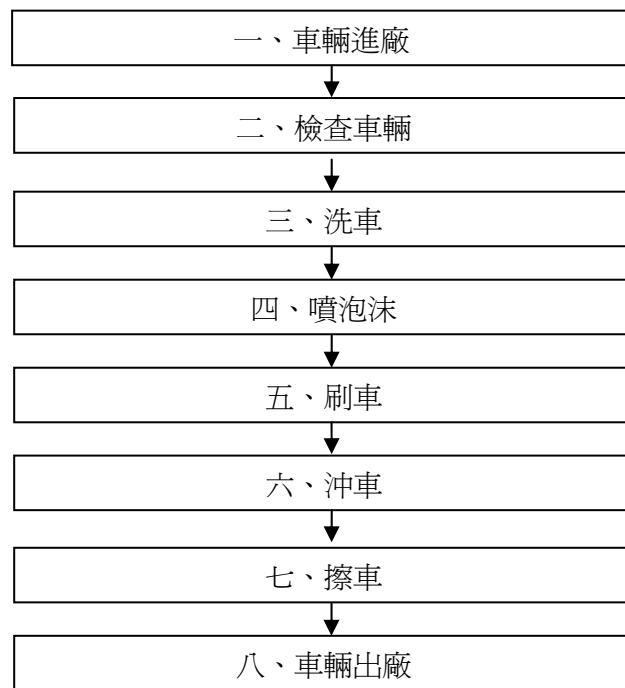 一、車輛進廠
二、檢查車輛
三、洗車
四、噴泡沫
五、刷車
六、沖車
七、擦車
八、車輛出廠